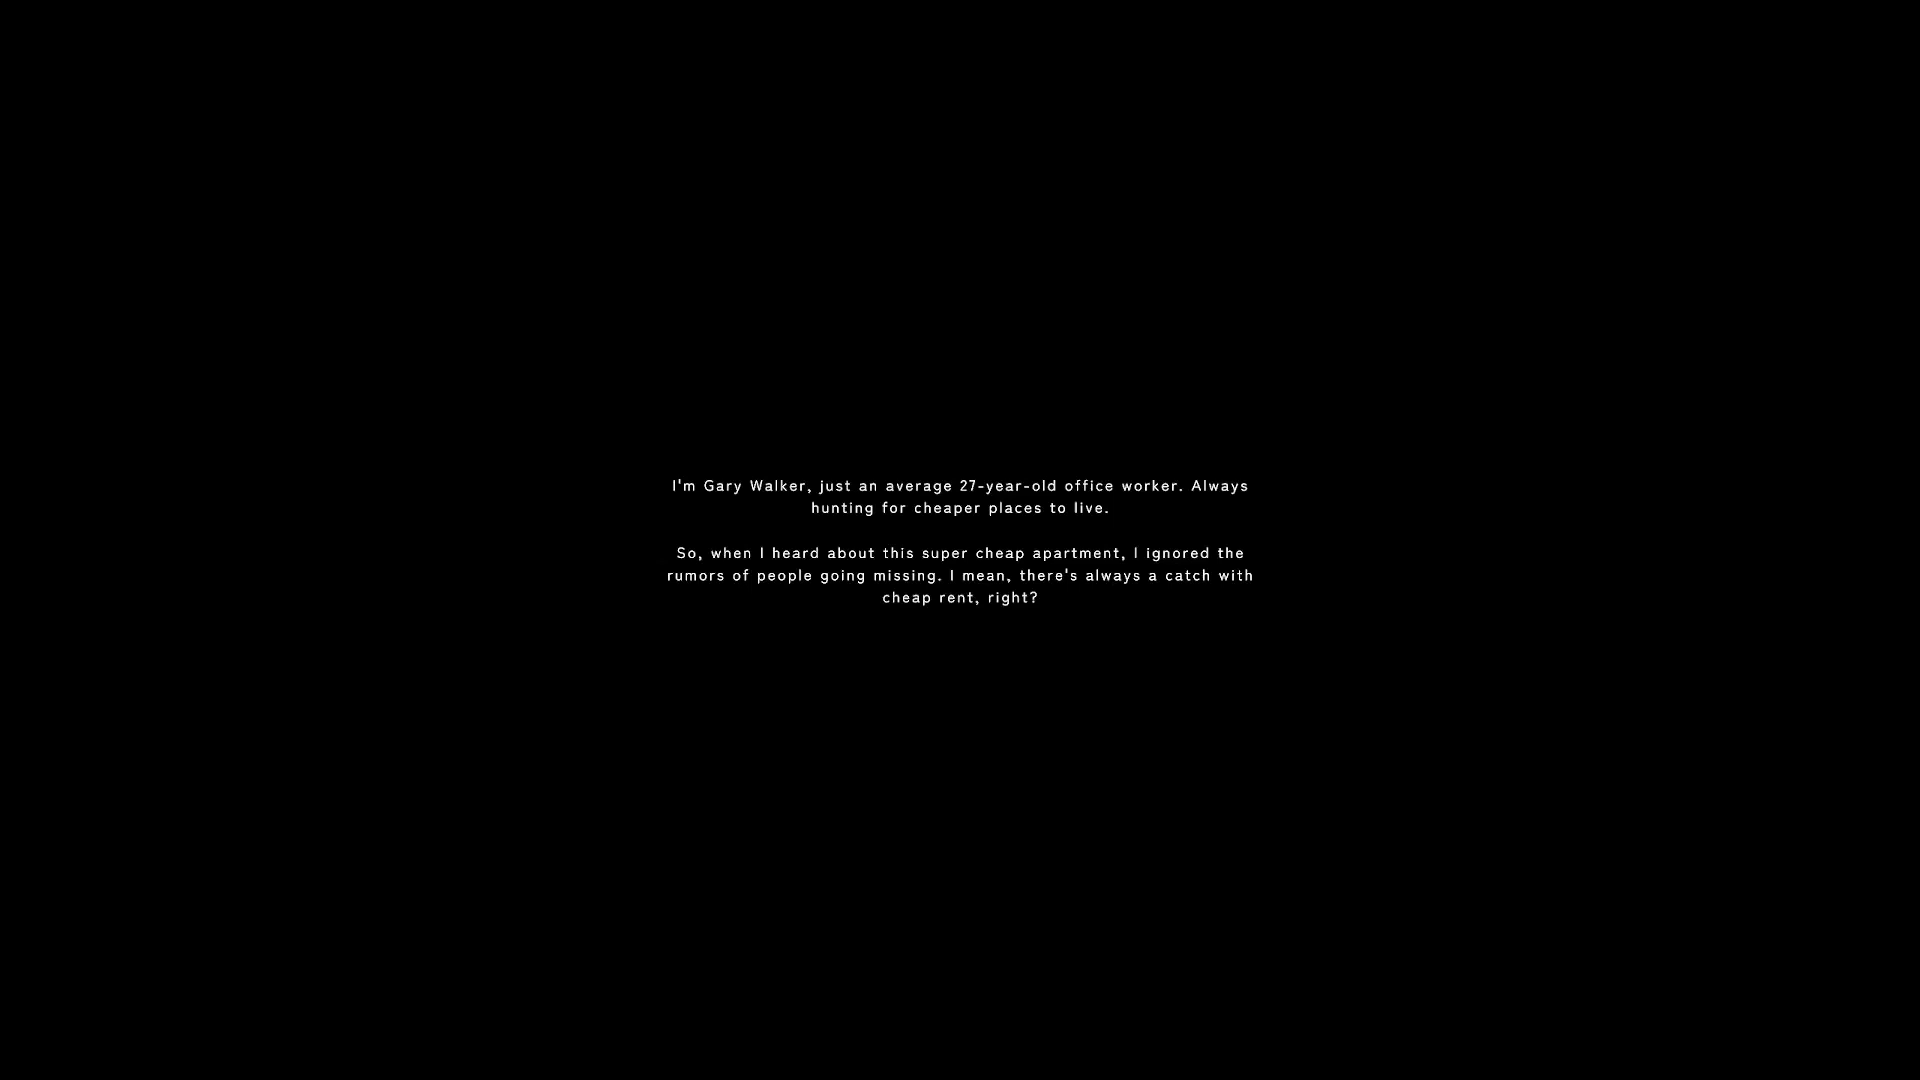 I'm Gary Walker, just an average 27-year-old office worker. Always
hunting for cheaper places to live.
So, when I heard about this super cheap apartment, I ignored the
rumors of people going missing. I mean, there's always a catch with
cheap rent, right?